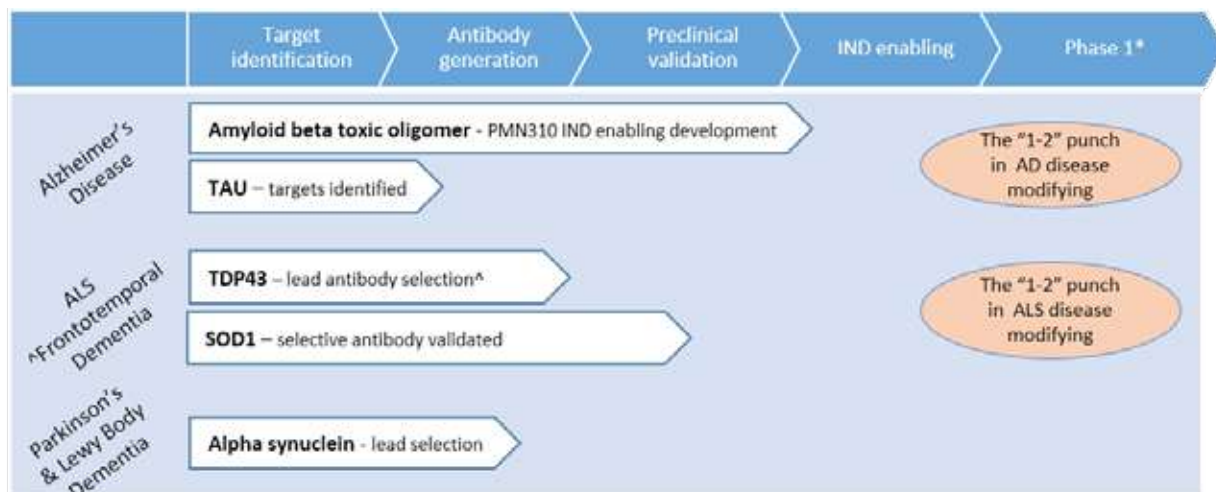 Target
identification
Antibody
generation
Preclinical
validation
IND enabling
Phase 1*
Alzheimer's
Disease
Amyloid beta toxic oligomer - PMN310 IND enabling development
TAU – targets identified
The "1-2" punch
in AD disease
modifying
ALS
^Frontotemporal
Dementia
TDP43 – lead antibody selection^
SOD1 – selective antibody validated
The "1-2" punch
in ALS disease
modifying
Parkinson's
& Lewy Body
Dementia
Alpha synuclein - lead selection